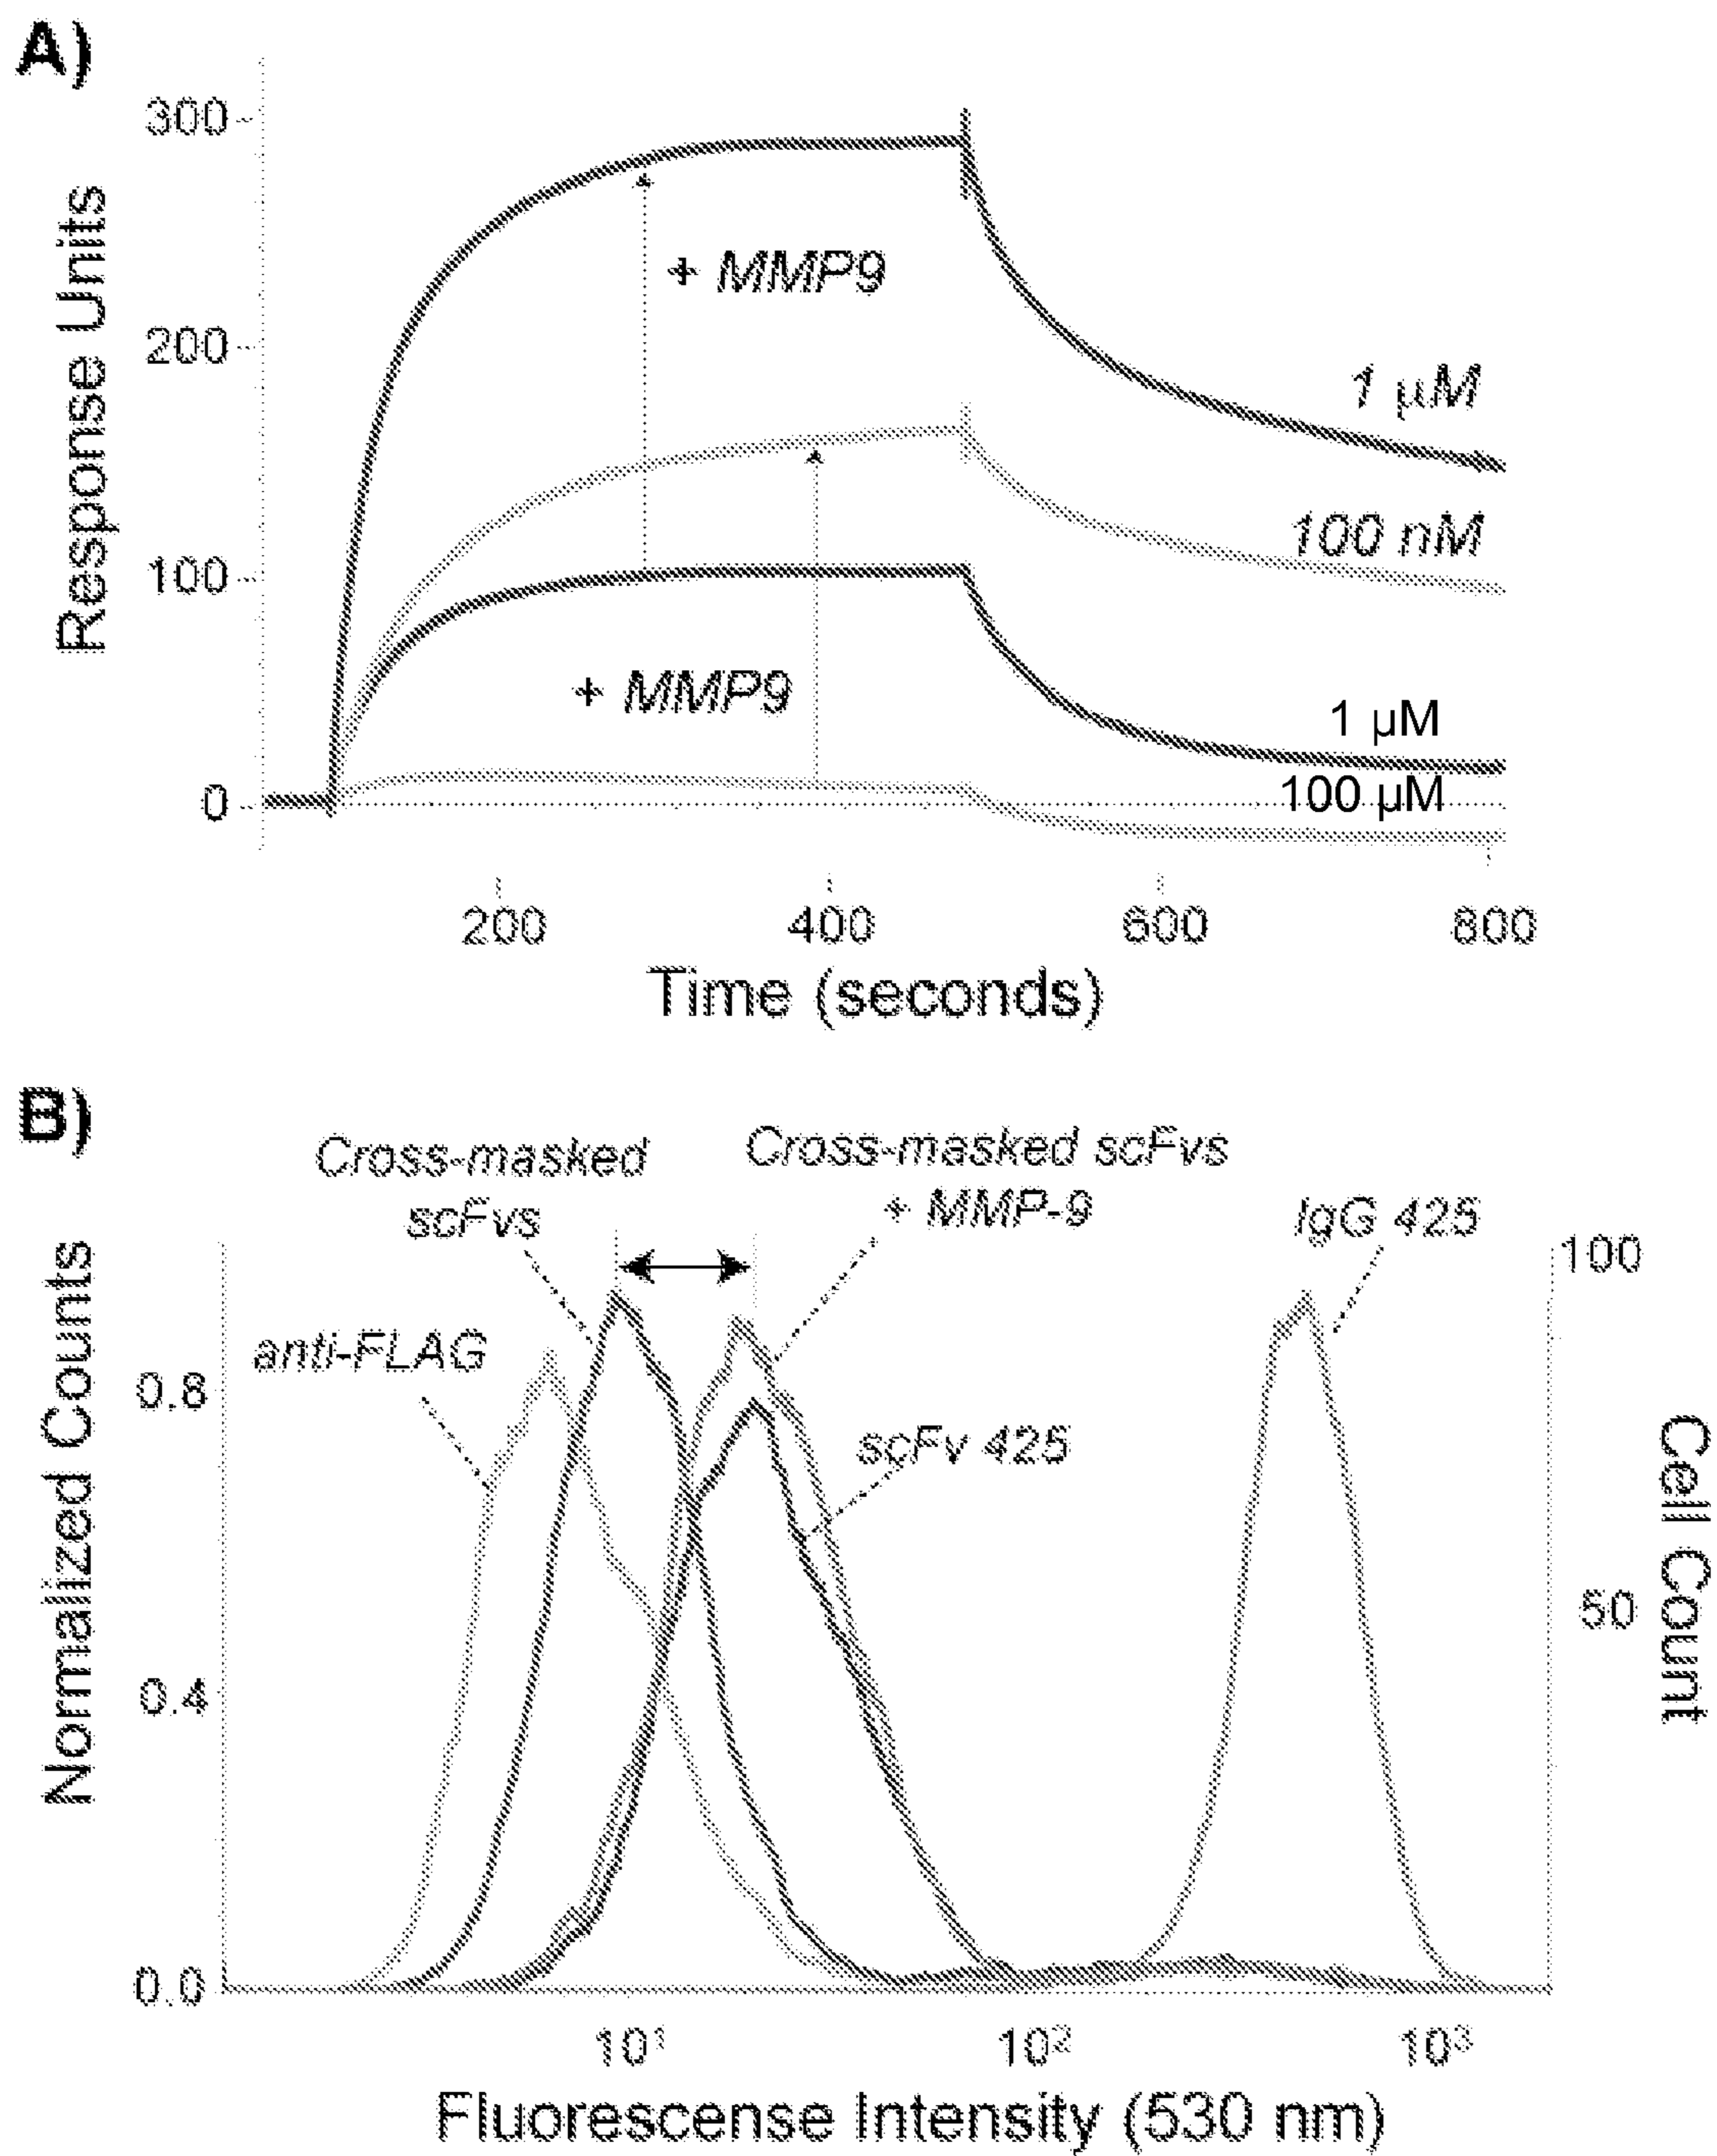 A)
300
200
100
0
Response Units
+ MMP9
+ MMP9
1 μM
100 nM
1 μM
100 μM
200 400 600 800
Time (seconds)
B)
Cross-masked
scFvs
Cross-masked scFvs
+ MMP-9
IgG 425
anti-FLAG
scFv 425
Normalized Counts
0.8
0.4
0.0
100
50
Cell Count
10¹ 10² 10³
Fluorescense Intensity (530 nm)